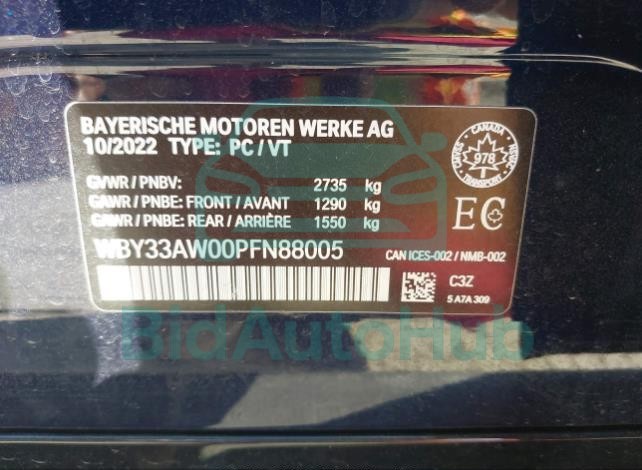 BAYERISCHE MOTOREN WERKE AG
10/2022 TYPE: PC / VT
GVWR / PNBV: 2735 kg
GAWR / PNBE: FRONT / AVANT 1290 kg
GAWR / PNBE: REAR / ARRIÈRE 1550 kg
WBY33AW00PFN88005
CANADA
978
TRANSPORT
EC
CAN ICES-002 / NMB-002
C3Z
5 A7A 309
BidAutoHub